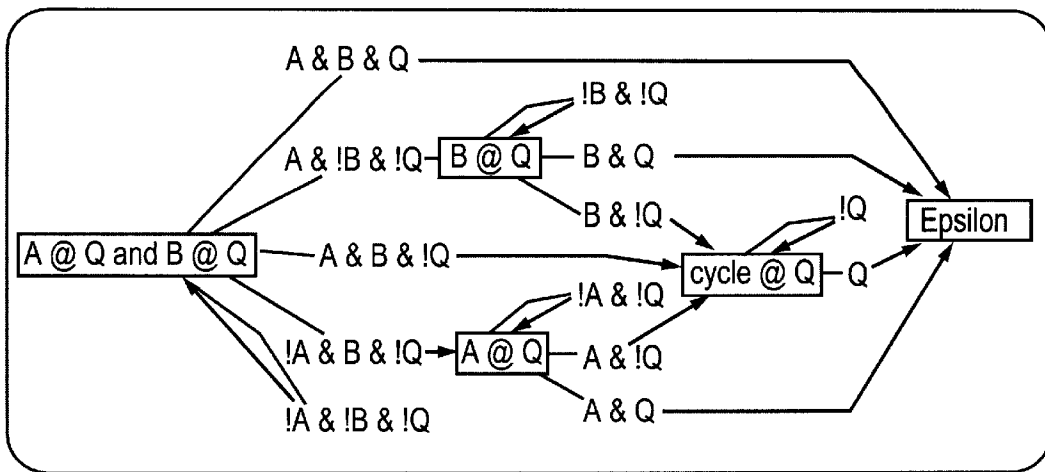 A & B & Q
!B & !Q
A & !B & !Q
B @ Q
B & Q
B & !Q
!Q
Epsilon
A @ Q and B @ Q
A & B & !Q
cycle @ Q
Q
!A & !Q
!A & B & !Q
A @ Q
A & !Q
A & Q
!A & !B & !Q